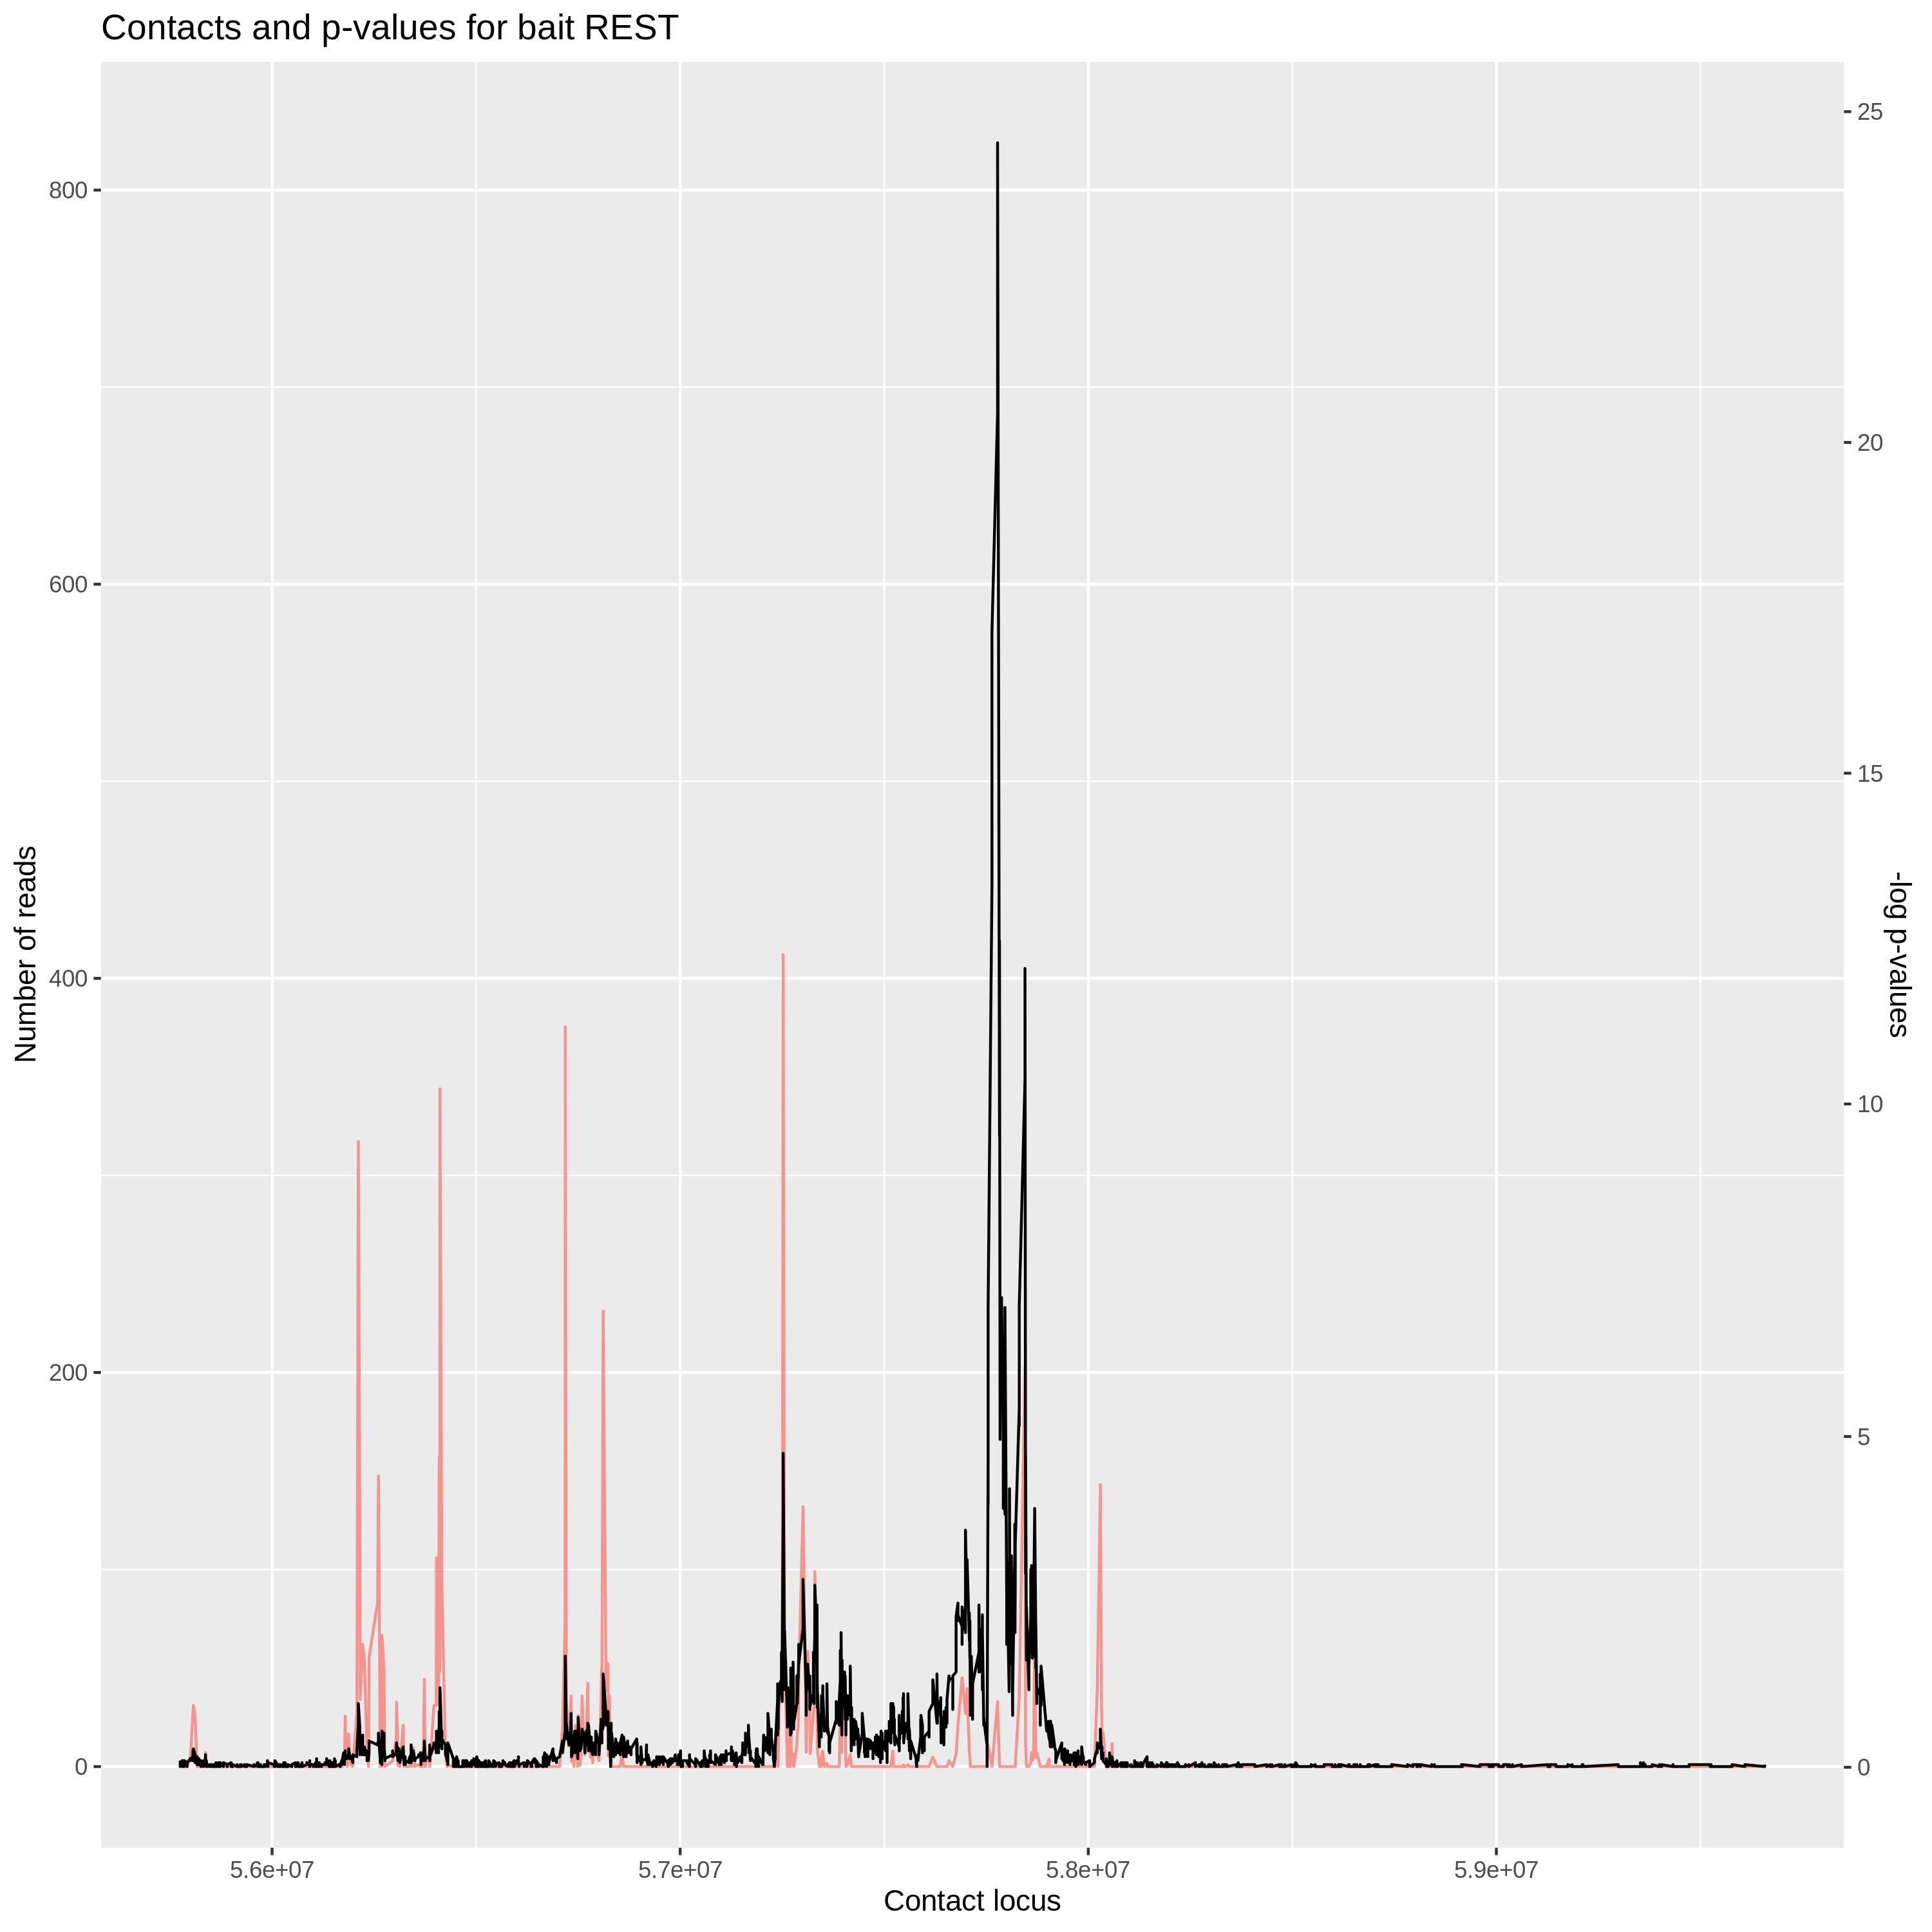 Contacts and p-values for bait REST
800
600
400
200
0
Number of reads
25
20
15
10
5
0
-log p-values
5.6e+07
5.7e+07
5.8e+07
5.9e+07
Contact locus